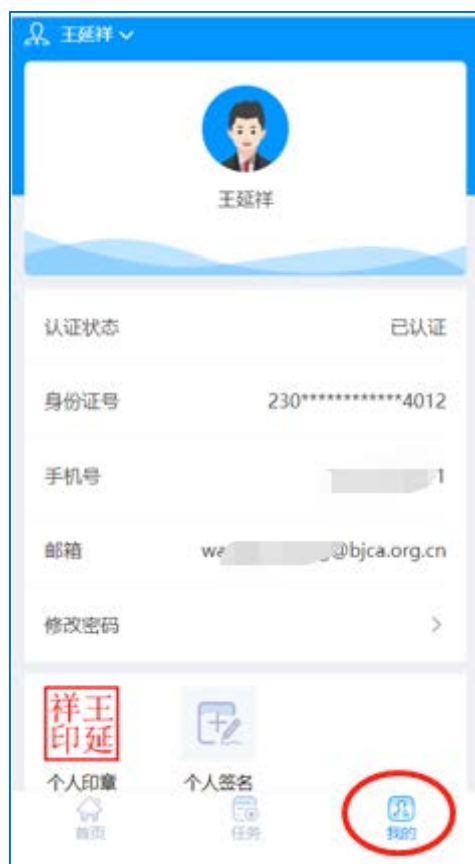 王延祥
王延祥
认证状态 已认证
身份证号 230************4012
手机号 1
邮箱 wa @bjca.org.cn
修改密码
祥王
印延
个人印章 个人签名
首页 任务 我的